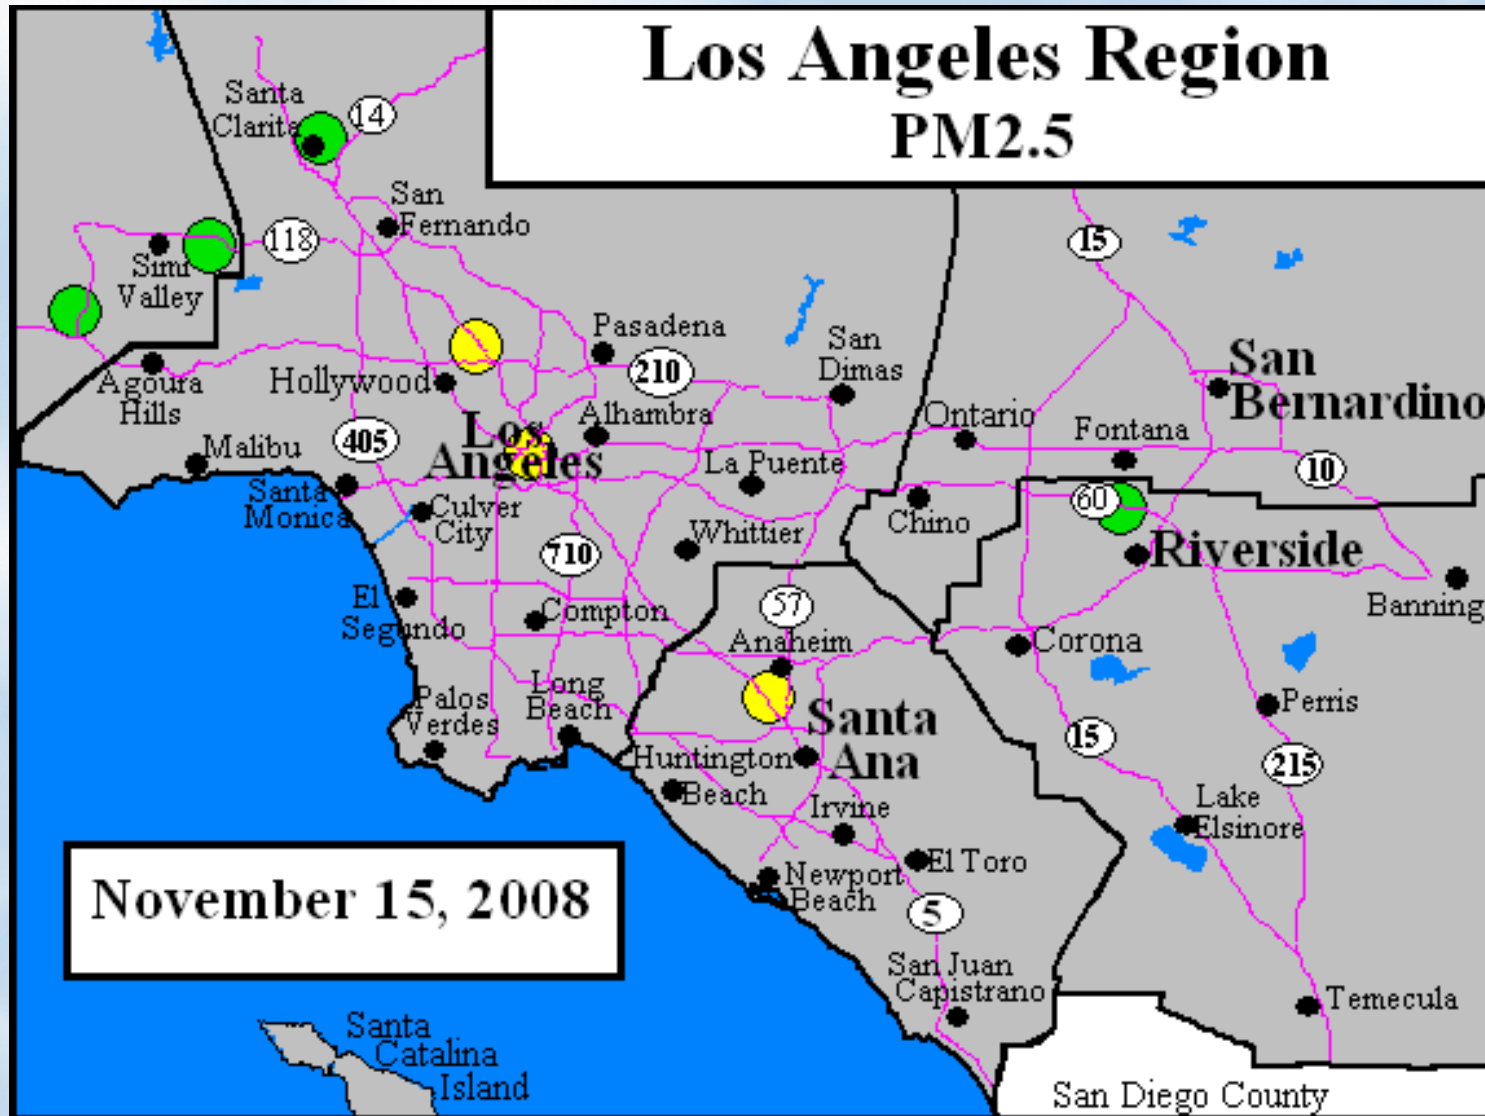 Los Angeles Region
PM2.5
Santa
Clarita
14
San
Fernando
118
15
Simi
Valley
Pasadena
San
Dimas
210
San
Bernardino
Agoura
Hills
Hollywood
Alhambra
Los
Angeles
Ontario
Fontana
405
Malibu
La Puente
10
Santa
Monica
Culver
City
60
Chino
Whittier
710
Riverside
Banning
El
Segundo
Compton
57
Anaheim
Corona
Palos
Verdes
Long
Beach
Perris
Santa
Ana
15
215
Huntington
Beach
Irvine
Lake
Elsinore
El Toro
Newport
Beach
5
November 15, 2008
San Juan
Capistrano
Temecula
Santa
Catalina
Island
San Diego County